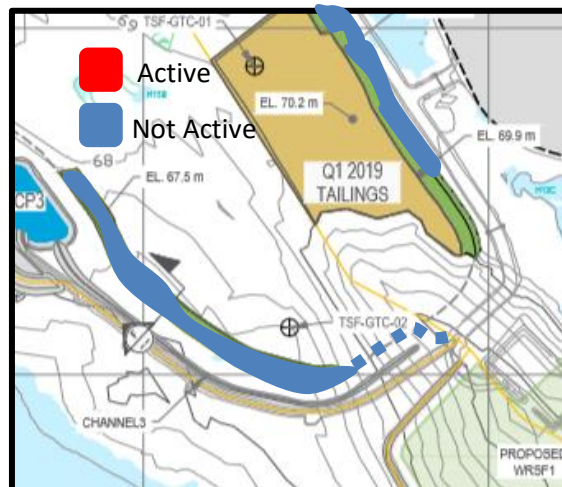 69
TSF-GTC-01
Active
Not Active
EL. 70.2 m
EL. 69.9 m
68
EL. 67.5 m
Q1 2019
TAILINGS
CP3
TSF-GTC-02
CHANNEL3
PROPOSED
WRSF1